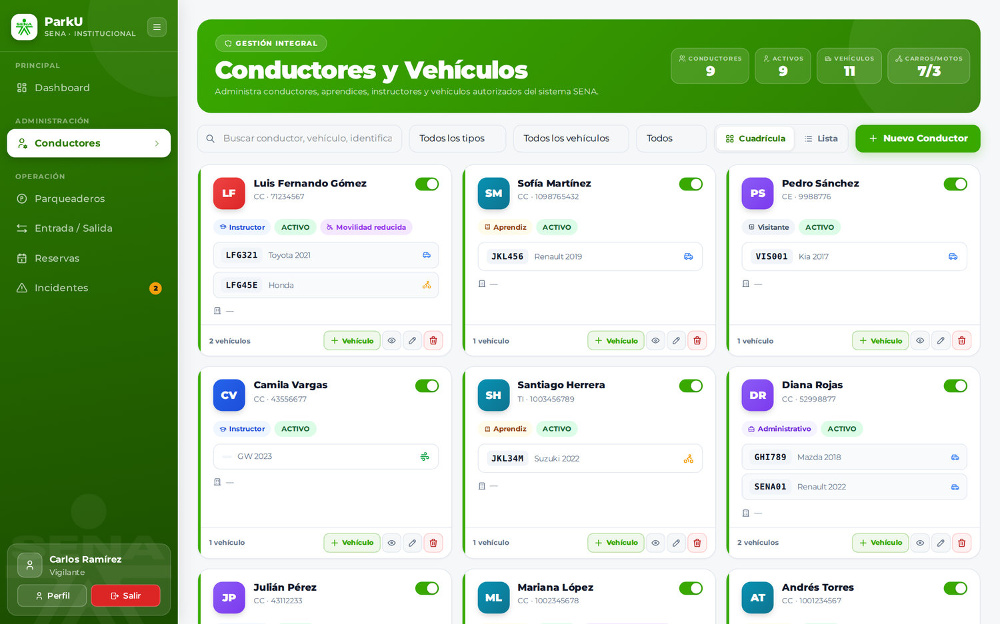 SENA
ParkU
SENA · INSTITUCIONAL
PRINCIPAL
Dashboard
ADMINISTRACIÓN
Conductores
OPERACIÓN
Parqueaderos
Entrada / Salida
Reservas
Incidentes
2
SENA
Carlos Ramírez
Vigilante
Perfil
Salir
GESTIÓN INTEGRAL
Conductores y Vehículos
Administra conductores, aprendices, instructores y vehículos autorizados del sistema SENA.
CONDUCTORES
9
ACTIVOS
9
VEHÍCULOS
11
CARROS/MOTOS
7/3
Buscar conductor, vehículo, identifica
Todos los tipos
Todos los vehículos
Todos
Cuadrícula
Lista
+ Nuevo Conductor
LF
Luis Fernando Gómez
CC · 71234567
Instructor
ACTIVO
Movilidad reducida
LFG321 Toyota 2021
LFG45E Honda
—
2 vehículos
+ Vehículo
SM
Sofía Martínez
CC · 1098765432
Aprendiz
ACTIVO
JKL456 Renault 2019
—
1 vehículo
+ Vehículo
PS
Pedro Sánchez
CE · 9988776
Visitante
ACTIVO
VIS001 Kia 2017
—
1 vehículo
+ Vehículo
CV
Camila Vargas
CC · 43556677
Instructor
ACTIVO
GW 2023
—
1 vehículo
+ Vehículo
SH
Santiago Herrera
TI · 1003456789
Aprendiz
ACTIVO
JKL34M Suzuki 2022
—
1 vehículo
+ Vehículo
DR
Diana Rojas
CC · 52998877
Administrativo
ACTIVO
GHI789 Mazda 2018
SENA01 Renault 2022
—
2 vehículos
+ Vehículo
JP
Julián Pérez
CC · 43112233
ML
Mariana López
CC · 1002345678
AT
Andrés Torres
CC · 1001234567